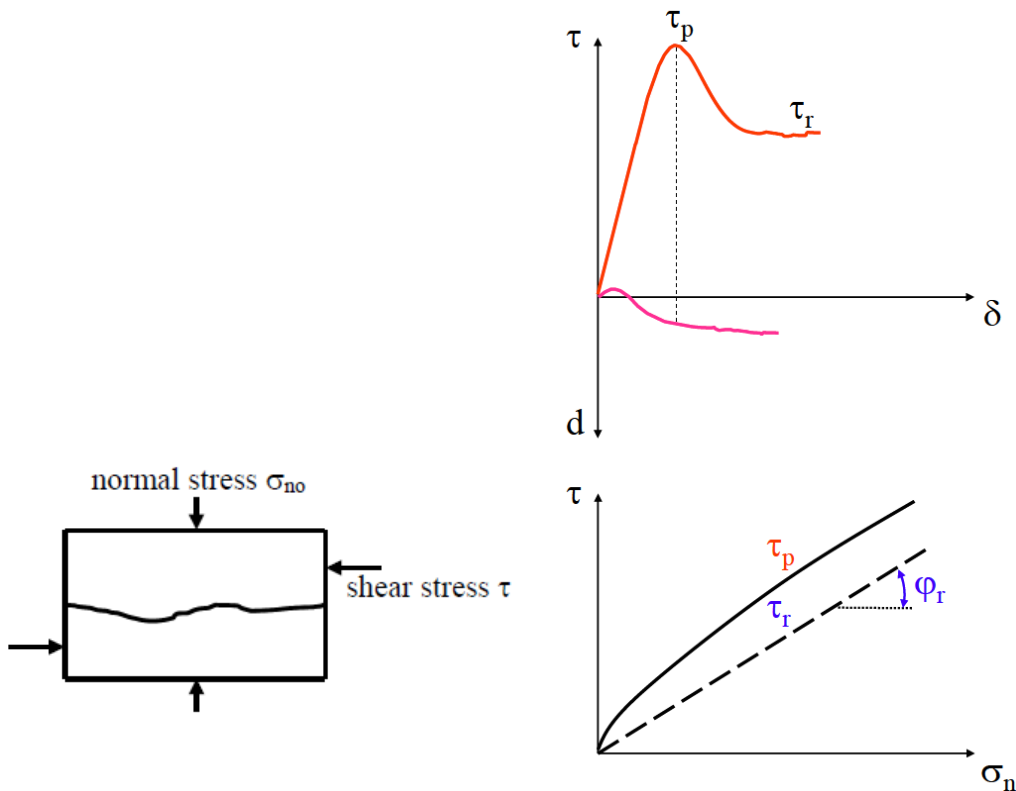 τp
τ
τr
δ
d
normal stress σno
shear stress τ
τ
τp
τr
φr
σn